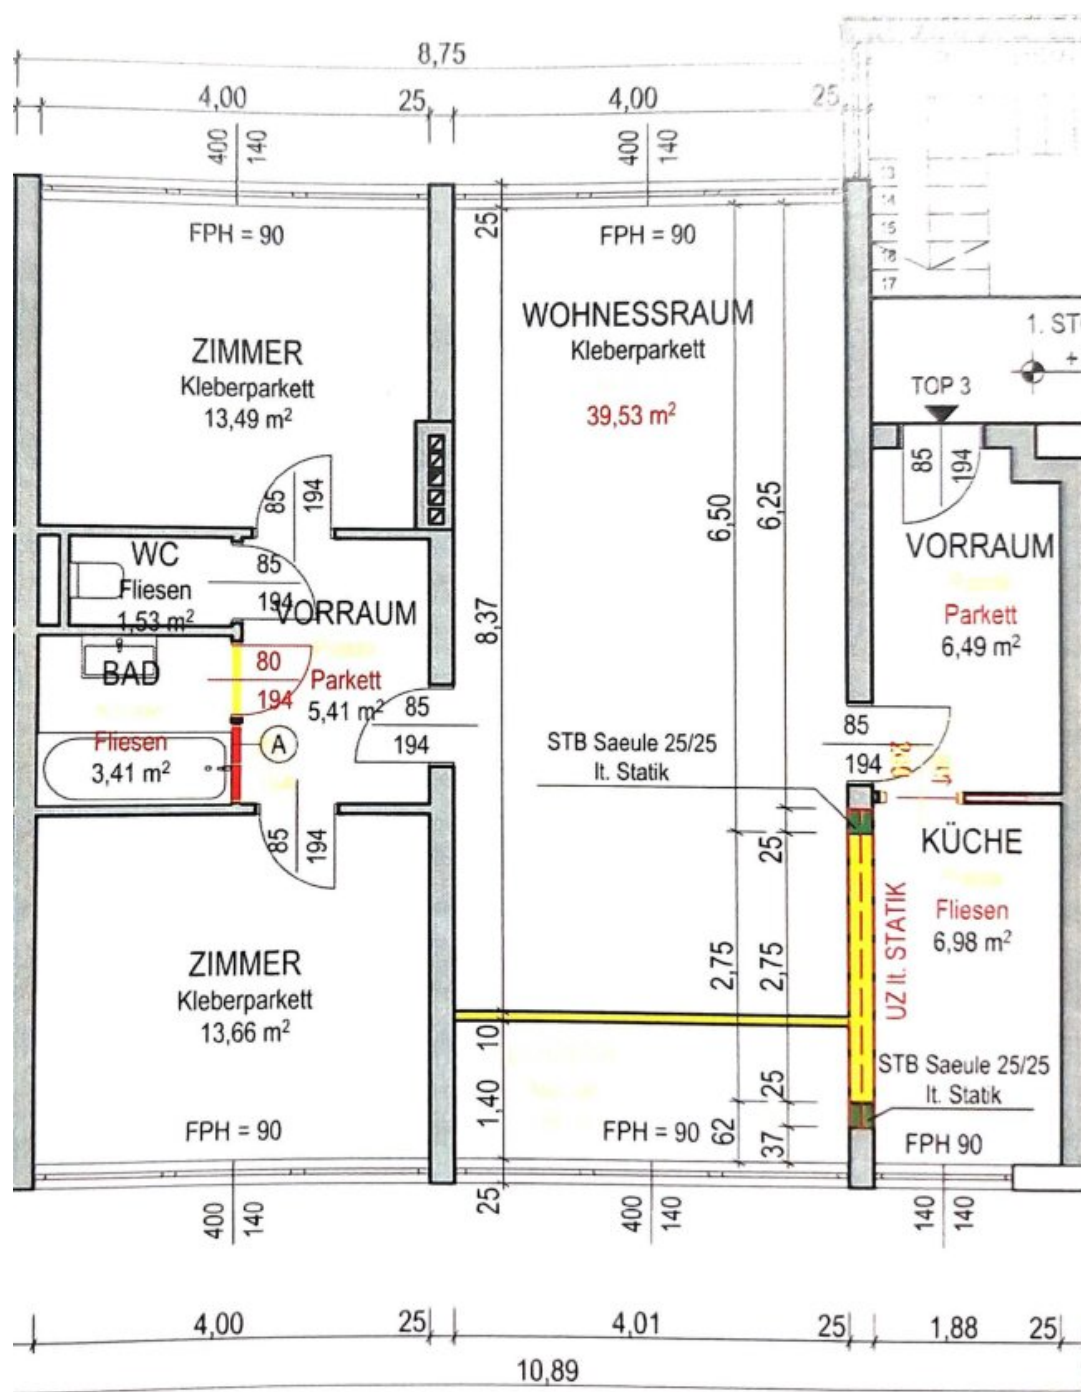 8,75
4,00
25
4,00
25
400
140
400
140
13
14
15
16
17
FPH = 90
25
FPH = 90
ZIMMER
Kleberparkett
13,49 m²
WOHNESSRAUM
Kleberparkett
39,53 m²
1. ST
+
TOP 3
85
194
85
194
6,50
6,25
WC
Fliesen
1,53 m²
85
194
VORRAUM
Parkett
5,41 m²
8,37
VORRAUM
Parkett
6,49 m²
BAD
Fliesen
3,41 m²
80
194
A
85
194
STB Saeule 25/25
lt. Statik
85
194
85
194
25
KÜCHE
Fliesen
6,98 m²
UZ lt. STATIK
ZIMMER
Kleberparkett
13,66 m²
2,75
2,75
10
1,40
25
62
37
STB Saeule 25/25
lt. Statik
FPH = 90
FPH = 90
FPH 90
25
400
140
400
140
140
140
4,00
25
4,01
25
1,88
25
10,89